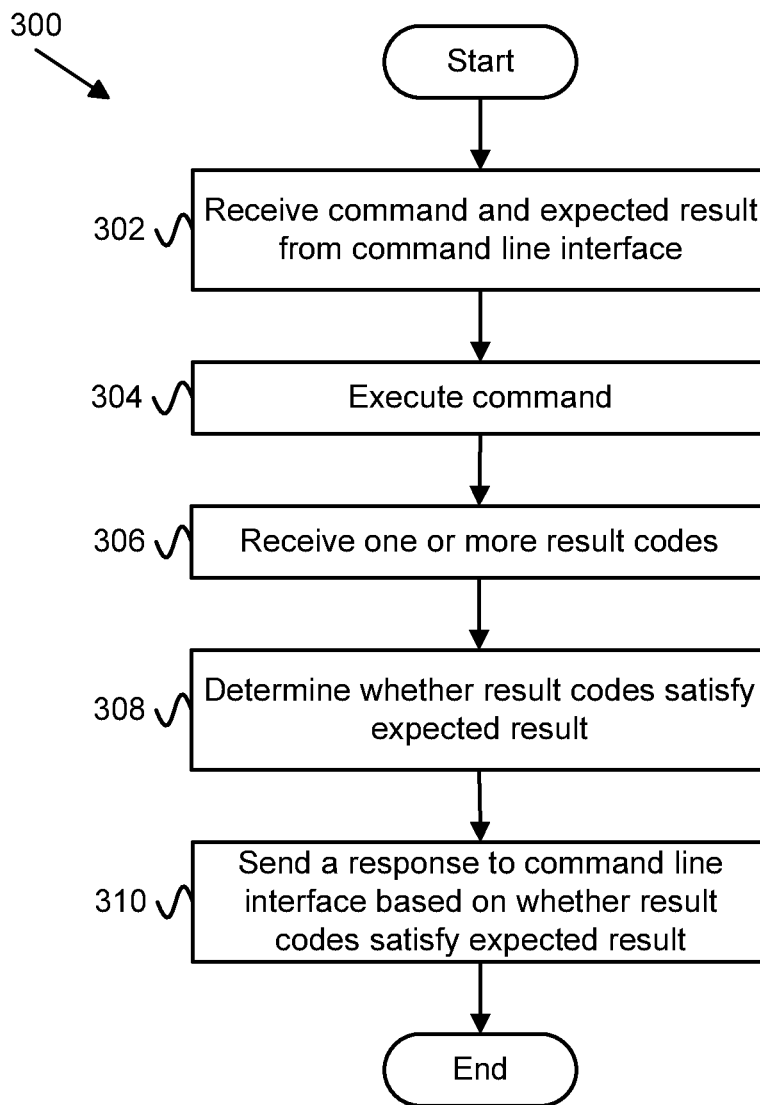 300
Start
302
Receive command and expected result
from command line interface
304
Execute command
306
Receive one or more result codes
308
Determine whether result codes satisfy
expected result
310
Send a response to command line
interface based on whether result
codes satisfy expected result
End